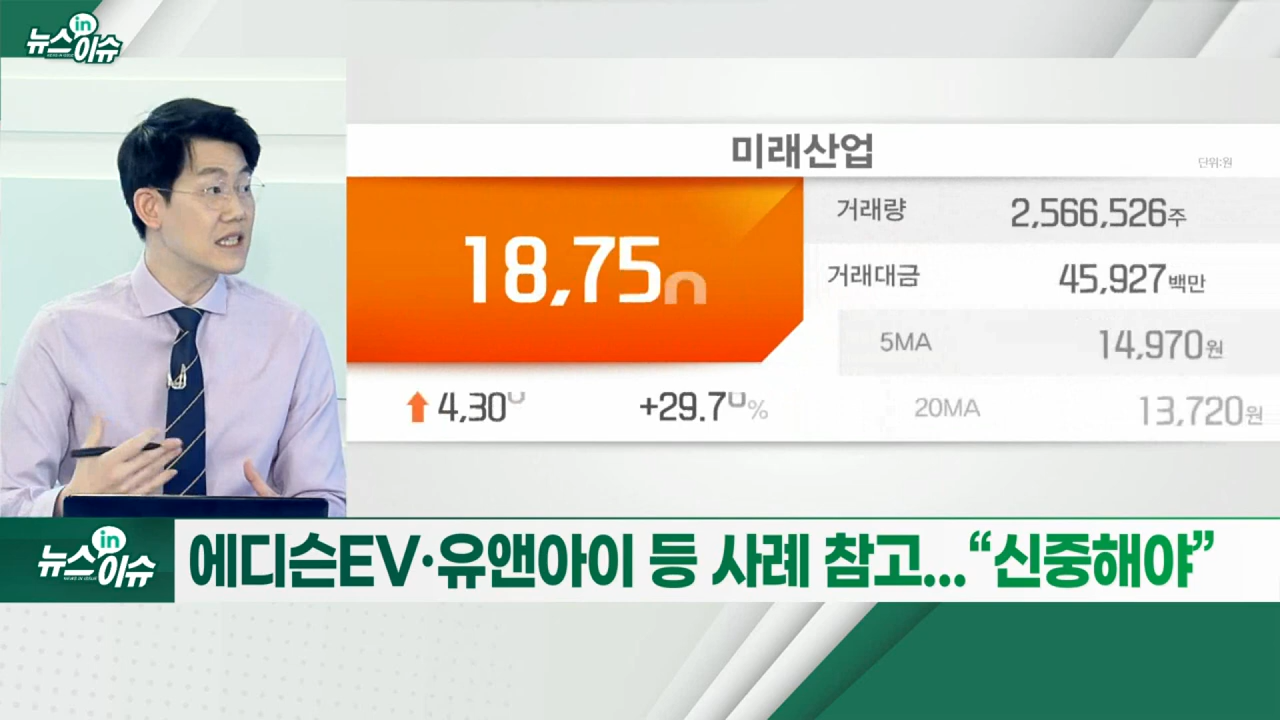 뉴스in이슈
미래산업
단위:원
18,75
거래량 2,566,526주
거래대금 45,927백만
5MA 14,970원
20MA 13,720원
4,30 +29.7 %
뉴스in이슈
NEWS IN ISSUE
에디슨EV·유앤아이 등 사례 참고...“신중해야”